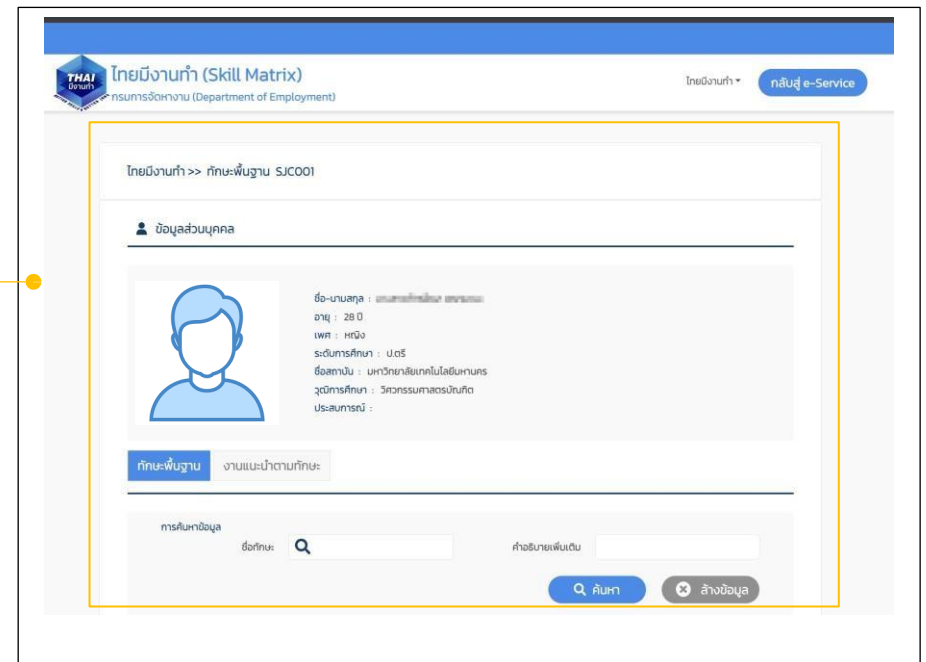 THAI
มีงานทำ
ไทยมีงานทำ (Skill Matrix)
กรมการจัดหางาน (Department of Employment)
ไทยมีงานทำ
กลับสู่ e-Service
ไทยมีงานทำ >> ทักษะพื้นฐาน SJC001
ข้อมูลส่วนบุคคล
ชื่อ-นามสกุล :
อายุ : 28 ปี
เพศ : หญิง
ระดับการศึกษา : ป.ตรี
ชื่อสถาบัน : มหาวิทยาลัยเทคโนโลยีมหานคร
วุฒิการศึกษา : วิศวกรรมศาสตรบัณฑิต
ประสบการณ์ :
ทักษะพื้นฐาน งานแนะนำตามทักษะ
การค้นหาข้อมูล
ชื่อทักษะ คำอธิบายเพิ่มเติม
ค้นหา ล้างข้อมูล